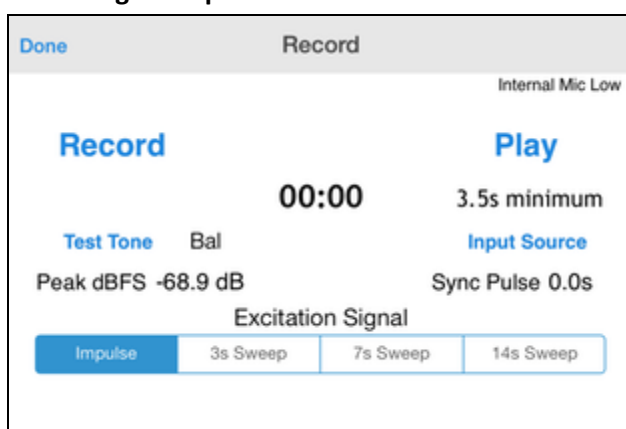 Done Record
Internal Mic Low
Record Play
00:00 3.5s minimum
Test Tone Bal Input Source
Peak dBFS -68.9 dB Sync Pulse 0.0s
Excitation Signal
Impulse 3s Sweep 7s Sweep 14s Sweep